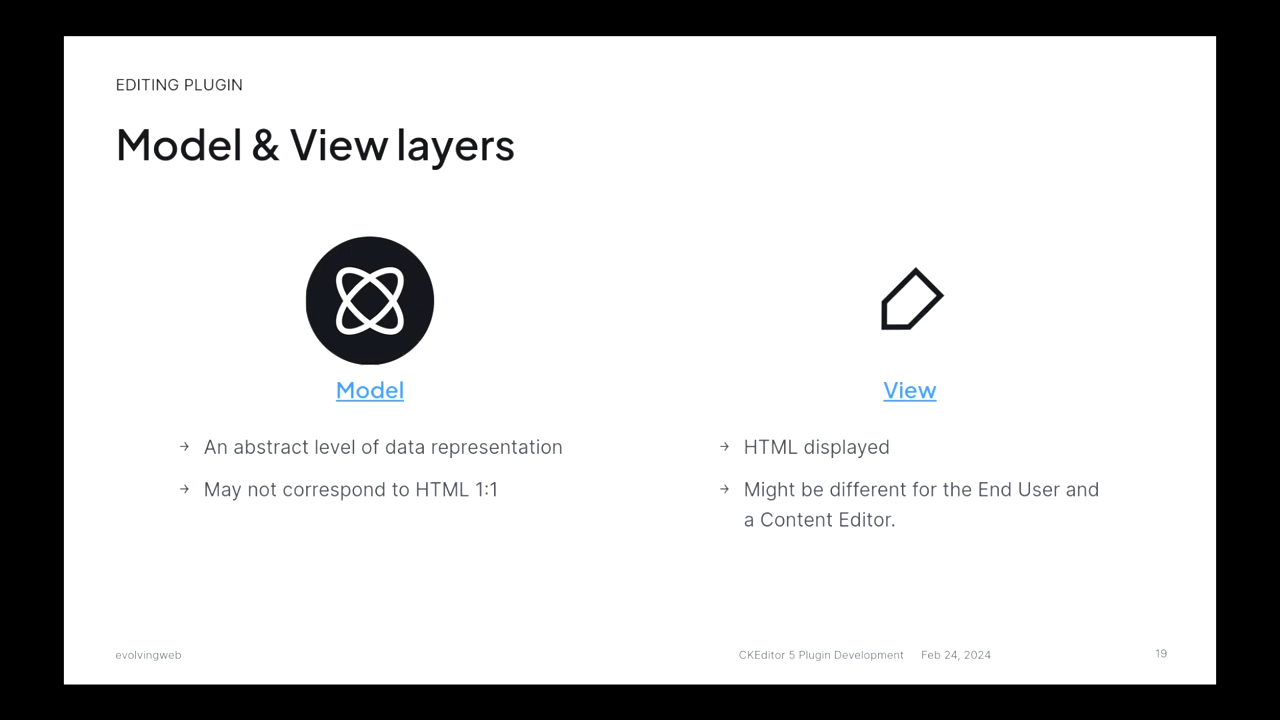 EDITING PLUGIN
Model & View layers
Model
→ An abstract level of data representation
→ May not correspond to HTML 1:1
View
→ HTML displayed
→ Might be different for the End User and
a Content Editor.
evolvingweb
CKEditor 5 Plugin Development Feb 24, 2024
19